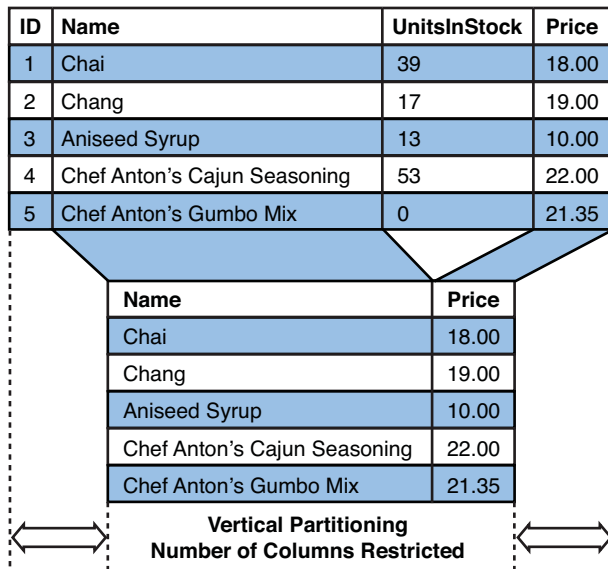 ID Name UnitsInStock Price
1 Chai 39 18.00
2 Chang 17 19.00
3 Aniseed Syrup 13 10.00
4 Chef Anton’s Cajun Seasoning 53 22.00
5 Chef Anton’s Gumbo Mix 0 21.35
Name Price
Chai 18.00
Chang 19.00
Aniseed Syrup 10.00
Chef Anton’s Cajun Seasoning 22.00
Chef Anton’s Gumbo Mix 21.35
Vertical Partitioning
Number of Columns Restricted